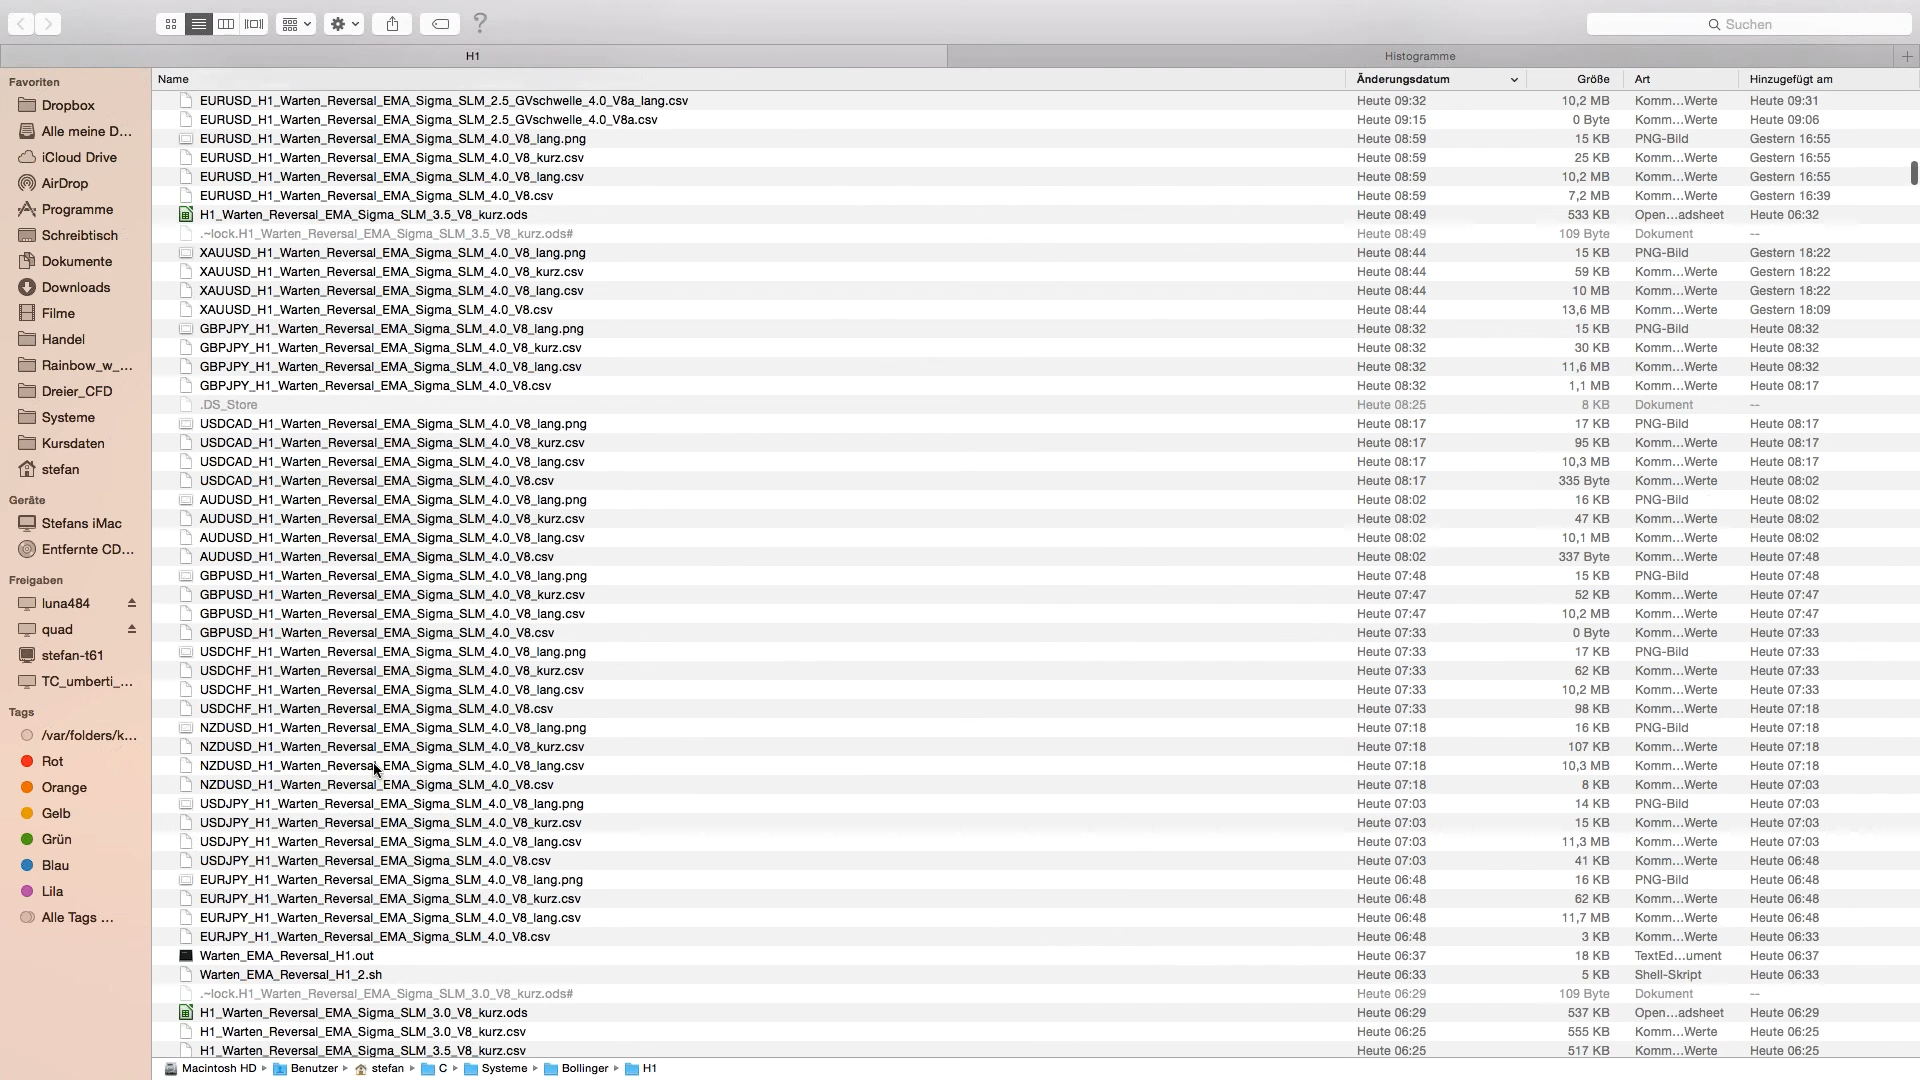 ? Suchen
H1 Histogramme +
Favoriten
Dropbox
Alle meine D...
iCloud Drive
AirDrop
Programme
Schreibtisch
Dokumente
Downloads
Filme
Handel
Rainbow_w_...
Dreier_CFD
Systeme
Kursdaten
stefan
Geräte
Stefans iMac
Entfernte CD...
Freigaben
luna484
quad
stefan-t61
TC_umberti_...
Tags
/var/folders/k...
Rot
Orange
Gelb
Grün
Blau
Lila
Alle Tags ...
Name Änderungsdatum Größe Art Hinzugefügt am
EURUSD_H1_Warten_Reversal_EMA_Sigma_SLM_2.5_GVschwelle_4.0_V8a_lang.csv Heute 09:32 10,2 MB Komm...Werte Heute 09:31
EURUSD_H1_Warten_Reversal_EMA_Sigma_SLM_2.5_GVschwelle_4.0_V8a.csv Heute 09:15 0 Byte Komm...Werte Heute 09:06
EURUSD_H1_Warten_Reversal_EMA_Sigma_SLM_4.0_V8_lang.png Heute 08:59 15 KB PNG-Bild Gestern 16:55
EURUSD_H1_Warten_Reversal_EMA_Sigma_SLM_4.0_V8_kurz.csv Heute 08:59 25 KB Komm...Werte Gestern 16:55
EURUSD_H1_Warten_Reversal_EMA_Sigma_SLM_4.0_V8_lang.csv Heute 08:59 10,2 MB Komm...Werte Gestern 16:55
EURUSD_H1_Warten_Reversal_EMA_Sigma_SLM_4.0_V8.csv Heute 08:59 7,2 MB Komm...Werte Gestern 16:39
H1_Warten_Reversal_EMA_Sigma_SLM_3.5_V8_kurz.ods Heute 08:49 533 KB Open...adsheet Heute 06:32
.~lock.H1_Warten_Reversal_EMA_Sigma_SLM_3.5_V8_kurz.ods# Heute 08:49 109 Byte Dokument --
XAUUSD_H1_Warten_Reversal_EMA_Sigma_SLM_4.0_V8_lang.png Heute 08:44 15 KB PNG-Bild Gestern 18:22
XAUUSD_H1_Warten_Reversal_EMA_Sigma_SLM_4.0_V8_kurz.csv Heute 08:44 59 KB Komm...Werte Gestern 18:22
XAUUSD_H1_Warten_Reversal_EMA_Sigma_SLM_4.0_V8_lang.csv Heute 08:44 10 MB Komm...Werte Gestern 18:22
XAUUSD_H1_Warten_Reversal_EMA_Sigma_SLM_4.0_V8.csv Heute 08:44 13,6 MB Komm...Werte Gestern 18:09
GBPJPY_H1_Warten_Reversal_EMA_Sigma_SLM_4.0_V8_lang.png Heute 08:32 15 KB PNG-Bild Heute 08:32
GBPJPY_H1_Warten_Reversal_EMA_Sigma_SLM_4.0_V8_kurz.csv Heute 08:32 30 KB Komm...Werte Heute 08:32
GBPJPY_H1_Warten_Reversal_EMA_Sigma_SLM_4.0_V8_lang.csv Heute 08:32 11,6 MB Komm...Werte Heute 08:32
GBPJPY_H1_Warten_Reversal_EMA_Sigma_SLM_4.0_V8.csv Heute 08:32 1,1 MB Komm...Werte Heute 08:17
.DS_Store Heute 08:25 8 KB Dokument --
USDCAD_H1_Warten_Reversal_EMA_Sigma_SLM_4.0_V8_lang.png Heute 08:17 17 KB PNG-Bild Heute 08:17
USDCAD_H1_Warten_Reversal_EMA_Sigma_SLM_4.0_V8_kurz.csv Heute 08:17 95 KB Komm...Werte Heute 08:17
USDCAD_H1_Warten_Reversal_EMA_Sigma_SLM_4.0_V8_lang.csv Heute 08:17 10,3 MB Komm...Werte Heute 08:17
USDCAD_H1_Warten_Reversal_EMA_Sigma_SLM_4.0_V8.csv Heute 08:17 335 Byte Komm...Werte Heute 08:02
AUDUSD_H1_Warten_Reversal_EMA_Sigma_SLM_4.0_V8_lang.png Heute 08:02 16 KB PNG-Bild Heute 08:02
AUDUSD_H1_Warten_Reversal_EMA_Sigma_SLM_4.0_V8_kurz.csv Heute 08:02 47 KB Komm...Werte Heute 08:02
AUDUSD_H1_Warten_Reversal_EMA_Sigma_SLM_4.0_V8_lang.csv Heute 08:02 10,1 MB Komm...Werte Heute 08:02
AUDUSD_H1_Warten_Reversal_EMA_Sigma_SLM_4.0_V8.csv Heute 08:02 337 Byte Komm...Werte Heute 07:48
GBPUSD_H1_Warten_Reversal_EMA_Sigma_SLM_4.0_V8_lang.png Heute 07:48 15 KB PNG-Bild Heute 07:48
GBPUSD_H1_Warten_Reversal_EMA_Sigma_SLM_4.0_V8_kurz.csv Heute 07:47 52 KB Komm...Werte Heute 07:47
GBPUSD_H1_Warten_Reversal_EMA_Sigma_SLM_4.0_V8_lang.csv Heute 07:47 10,2 MB Komm...Werte Heute 07:47
GBPUSD_H1_Warten_Reversal_EMA_Sigma_SLM_4.0_V8.csv Heute 07:33 0 Byte Komm...Werte Heute 07:33
USDCHF_H1_Warten_Reversal_EMA_Sigma_SLM_4.0_V8_lang.png Heute 07:33 17 KB PNG-Bild Heute 07:33
USDCHF_H1_Warten_Reversal_EMA_Sigma_SLM_4.0_V8_kurz.csv Heute 07:33 62 KB Komm...Werte Heute 07:33
USDCHF_H1_Warten_Reversal_EMA_Sigma_SLM_4.0_V8_lang.csv Heute 07:33 10,2 MB Komm...Werte Heute 07:33
USDCHF_H1_Warten_Reversal_EMA_Sigma_SLM_4.0_V8.csv Heute 07:33 98 KB Komm...Werte Heute 07:18
NZDUSD_H1_Warten_Reversal_EMA_Sigma_SLM_4.0_V8_lang.png Heute 07:18 16 KB PNG-Bild Heute 07:18
NZDUSD_H1_Warten_Reversal_EMA_Sigma_SLM_4.0_V8_kurz.csv Heute 07:18 107 KB Komm...Werte Heute 07:18
NZDUSD_H1_Warten_Reversal_EMA_Sigma_SLM_4.0_V8_lang.csv Heute 07:18 10,3 MB Komm...Werte Heute 07:18
NZDUSD_H1_Warten_Reversal_EMA_Sigma_SLM_4.0_V8.csv Heute 07:18 8 KB Komm...Werte Heute 07:03
USDJPY_H1_Warten_Reversal_EMA_Sigma_SLM_4.0_V8_lang.png Heute 07:03 14 KB PNG-Bild Heute 07:03
USDJPY_H1_Warten_Reversal_EMA_Sigma_SLM_4.0_V8_kurz.csv Heute 07:03 15 KB Komm...Werte Heute 07:03
USDJPY_H1_Warten_Reversal_EMA_Sigma_SLM_4.0_V8_lang.csv Heute 07:03 11,3 MB Komm...Werte Heute 07:03
USDJPY_H1_Warten_Reversal_EMA_Sigma_SLM_4.0_V8.csv Heute 07:03 41 KB Komm...Werte Heute 06:48
EURJPY_H1_Warten_Reversal_EMA_Sigma_SLM_4.0_V8_lang.png Heute 06:48 16 KB PNG-Bild Heute 06:48
EURJPY_H1_Warten_Reversal_EMA_Sigma_SLM_4.0_V8_kurz.csv Heute 06:48 62 KB Komm...Werte Heute 06:48
EURJPY_H1_Warten_Reversal_EMA_Sigma_SLM_4.0_V8_lang.csv Heute 06:48 11,7 MB Komm...Werte Heute 06:48
EURJPY_H1_Warten_Reversal_EMA_Sigma_SLM_4.0_V8.csv Heute 06:48 3 KB Komm...Werte Heute 06:33
Warten_EMA_Reversal_H1.out Heute 06:37 18 KB TextEd...ument Heute 06:37
Warten_EMA_Reversal_H1_2.sh Heute 06:33 5 KB Shell-Skript Heute 06:33
.~lock.H1_Warten_Reversal_EMA_Sigma_SLM_3.0_V8_kurz.ods# Heute 06:29 109 Byte Dokument --
H1_Warten_Reversal_EMA_Sigma_SLM_3.0_V8_kurz.ods Heute 06:29 537 KB Open...adsheet Heute 06:29
H1_Warten_Reversal_EMA_Sigma_SLM_3.0_V8_kurz.csv Heute 06:25 555 KB Komm...Werte Heute 06:25
H1_Warten_Reversal_EMA_Sigma_SLM_3.5_V8_kurz.csv Heute 06:25 517 KB Komm...Werte Heute 06:25
Macintosh HD Benutzer stefan C Systeme Bollinger H1